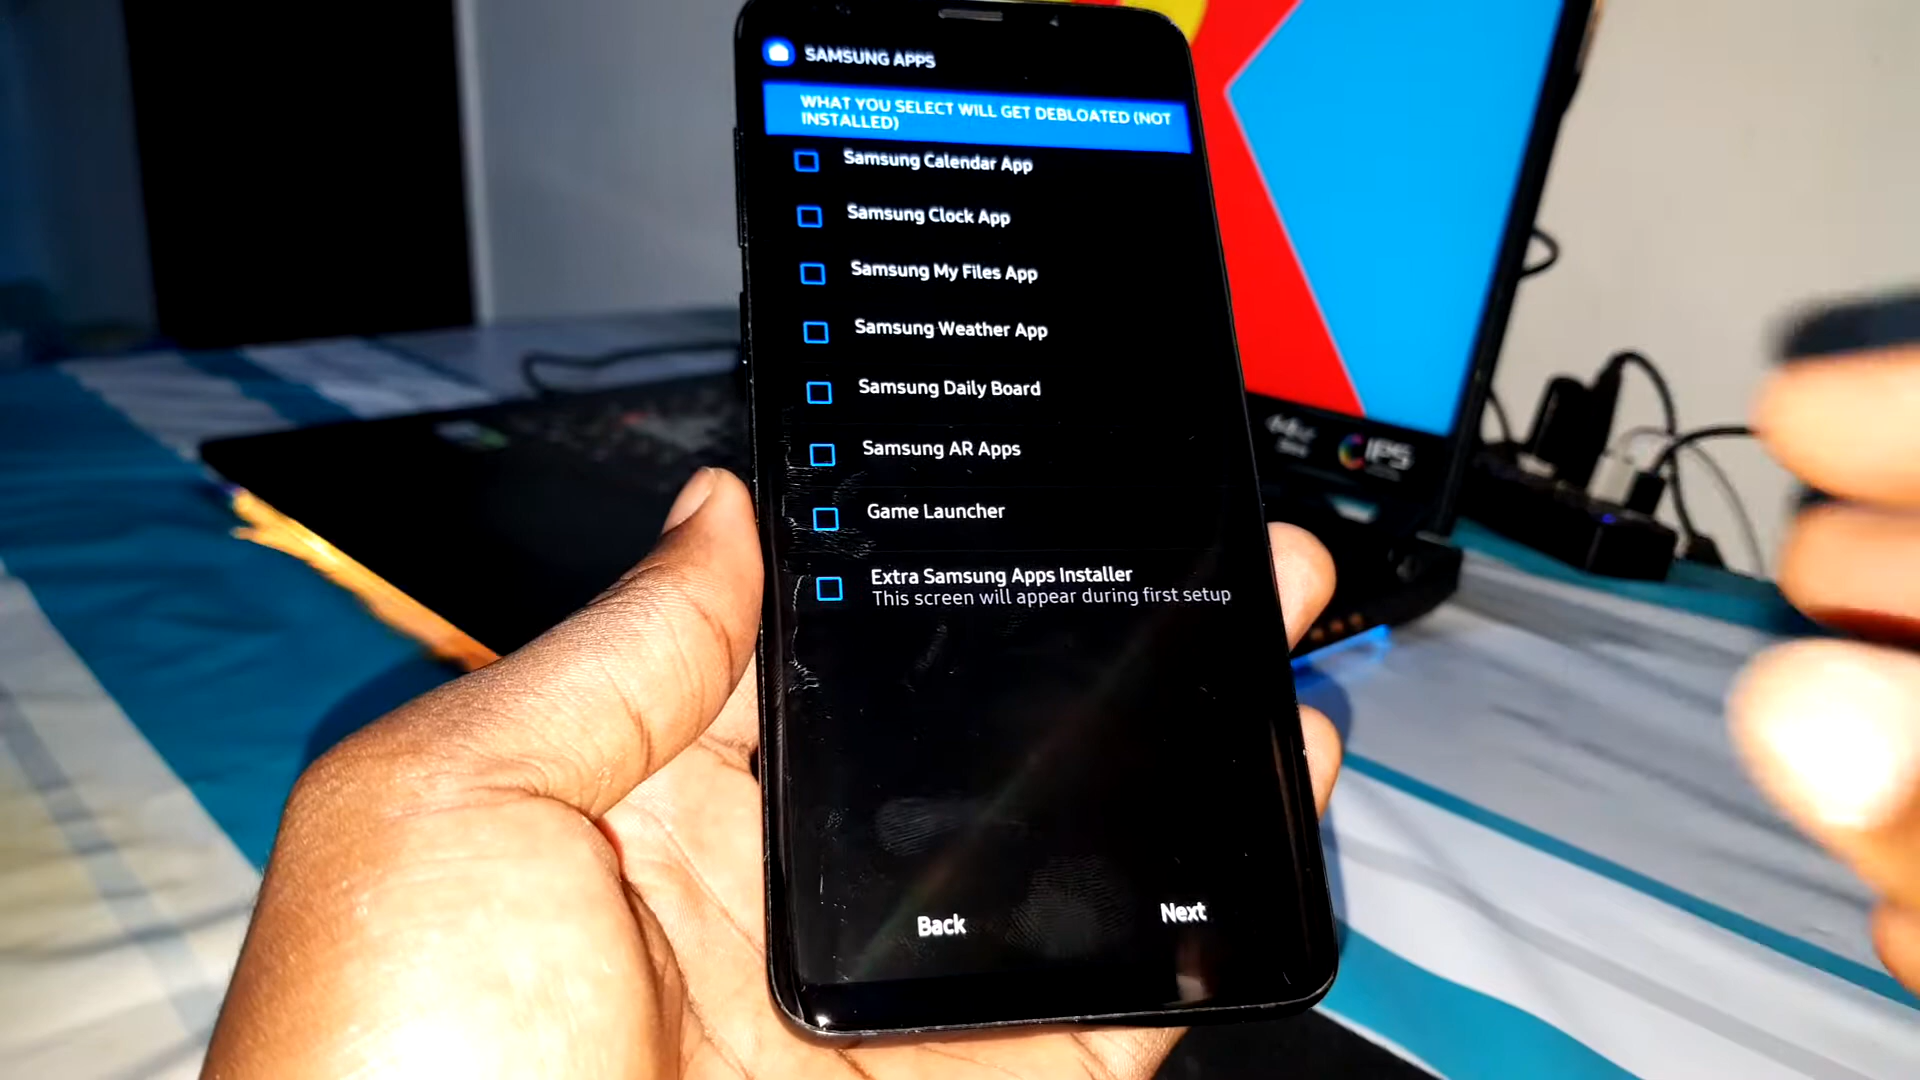 SAMSUNG APPS
WHAT YOU SELECT WILL GET DEBLOATED (NOT
INSTALLED)
Samsung Calendar App
Samsung Clock App
Samsung My Files App
Samsung Weather App
Samsung Daily Board
Samsung AR Apps
Game Launcher
Extra Samsung Apps Installer
This screen will appear during first setup
Back
Next
IPS